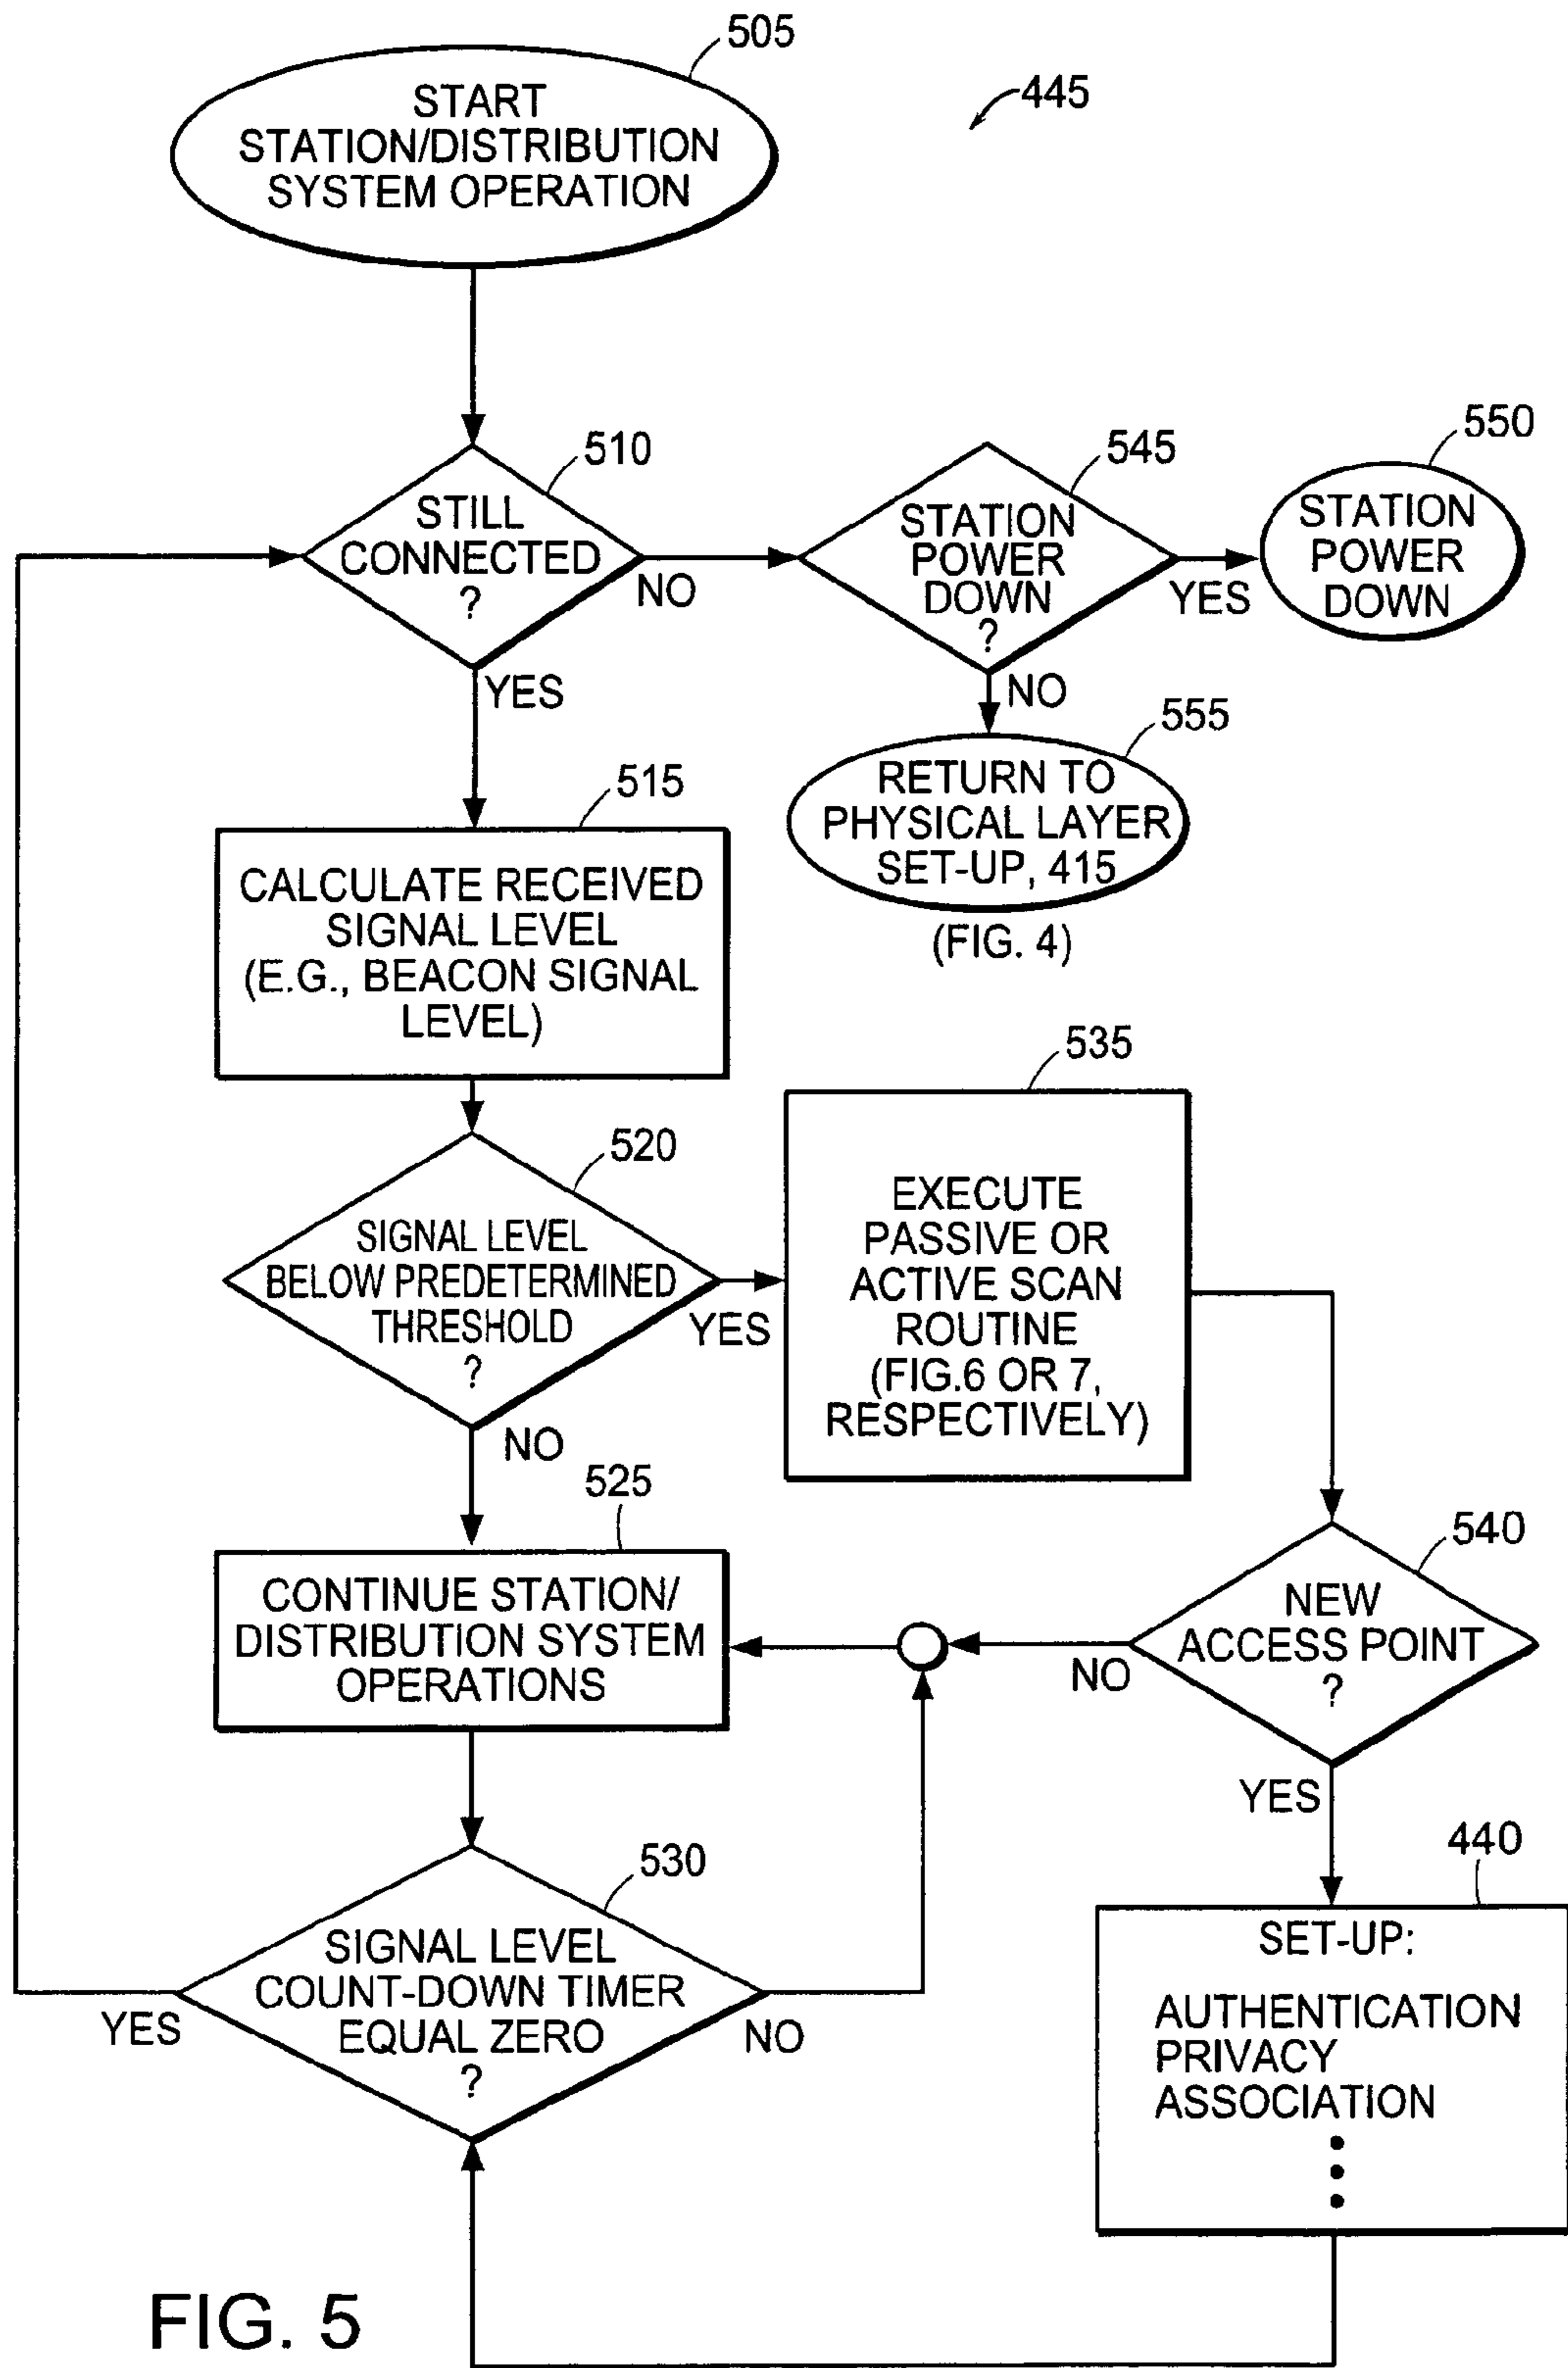 505
START
STATION/DISTRIBUTION
SYSTEM OPERATION
445
510
STILL
CONNECTED
?
NO
YES
545
STATION
POWER
DOWN
?
YES
NO
550
STATION
POWER
DOWN
555
RETURN TO
PHYSICAL LAYER
SET-UP, 415
(FIG. 4)
515
CALCULATE RECEIVED
SIGNAL LEVEL
(E.G., BEACON SIGNAL
LEVEL)
520
SIGNAL LEVEL
BELOW PREDETERMINED
THRESHOLD
?
YES
NO
535
EXECUTE
PASSIVE OR
ACTIVE SCAN
ROUTINE
(FIG.6 OR 7,
RESPECTIVELY)
525
CONTINUE STATION/
DISTRIBUTION SYSTEM
OPERATIONS
540
NEW
ACCESS POINT
?
NO
YES
530
SIGNAL LEVEL
COUNT-DOWN TIMER
EQUAL ZERO
?
YES
NO
440
SET-UP:
AUTHENTICATION
PRIVACY
ASSOCIATION
FIG. 5